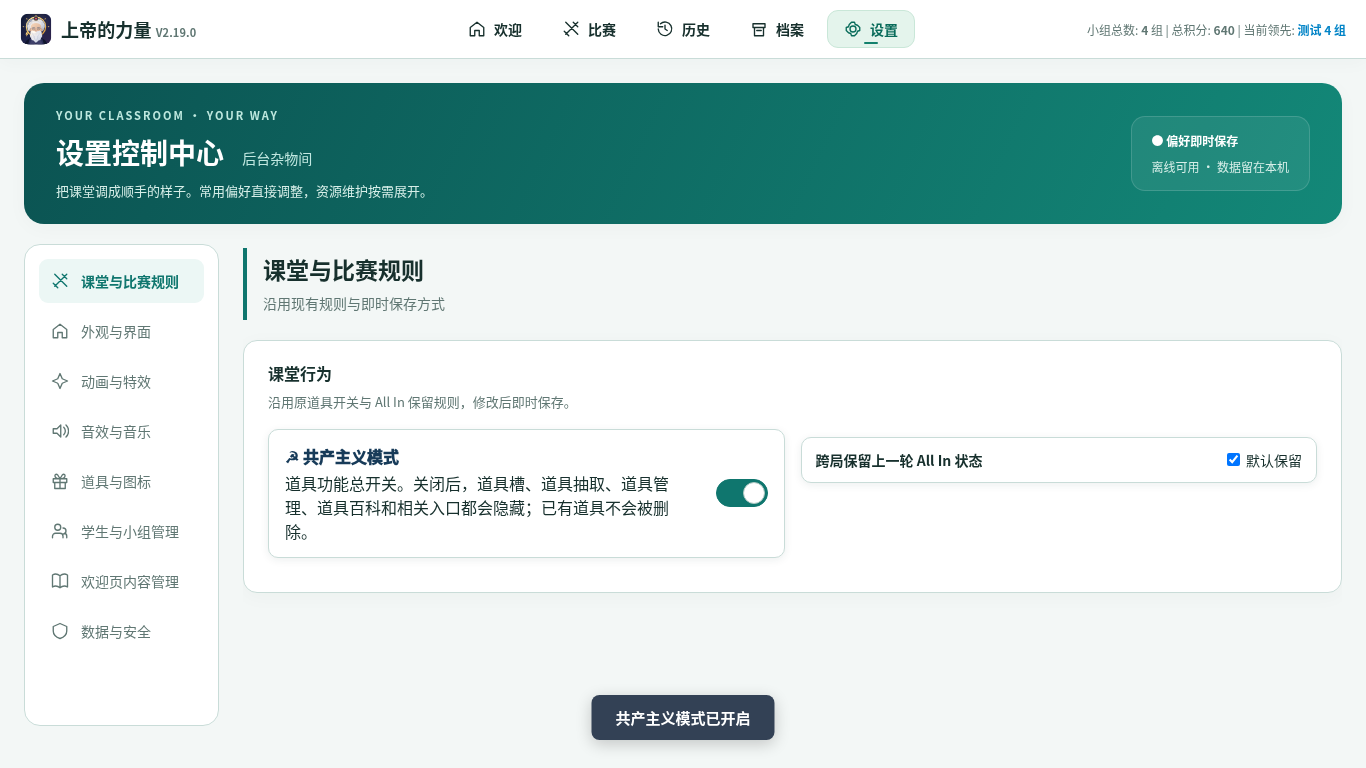 上帝的力量 V2.19.0
欢迎
比赛
历史
档案
设置
小组总数: 4 组 | 总积分: 640 | 当前领先: 测试 4 组
YOUR CLASSROOM • YOUR WAY
设置控制中心 后台杂物间
把课堂调成顺手的样子。常用偏好直接调整，资源维护按需展开。
偏好即时保存
离线可用 • 数据留在本机
课堂与比赛规则
外观与界面
动画与特效
音效与音乐
道具与图标
学生与小组管理
欢迎页内容管理
数据与安全
课堂与比赛规则
沿用现有规则与即时保存方式
课堂行为
沿用原道具开关与 All In 保留规则，修改后即时保存。
☭ 共产主义模式
道具功能总开关。关闭后，道具槽、道具抽取、道具管
理、道具百科和相关入口都会隐藏；已有道具不会被删
除。
跨局保留上一轮 All In 状态
默认保留
共产主义模式已开启